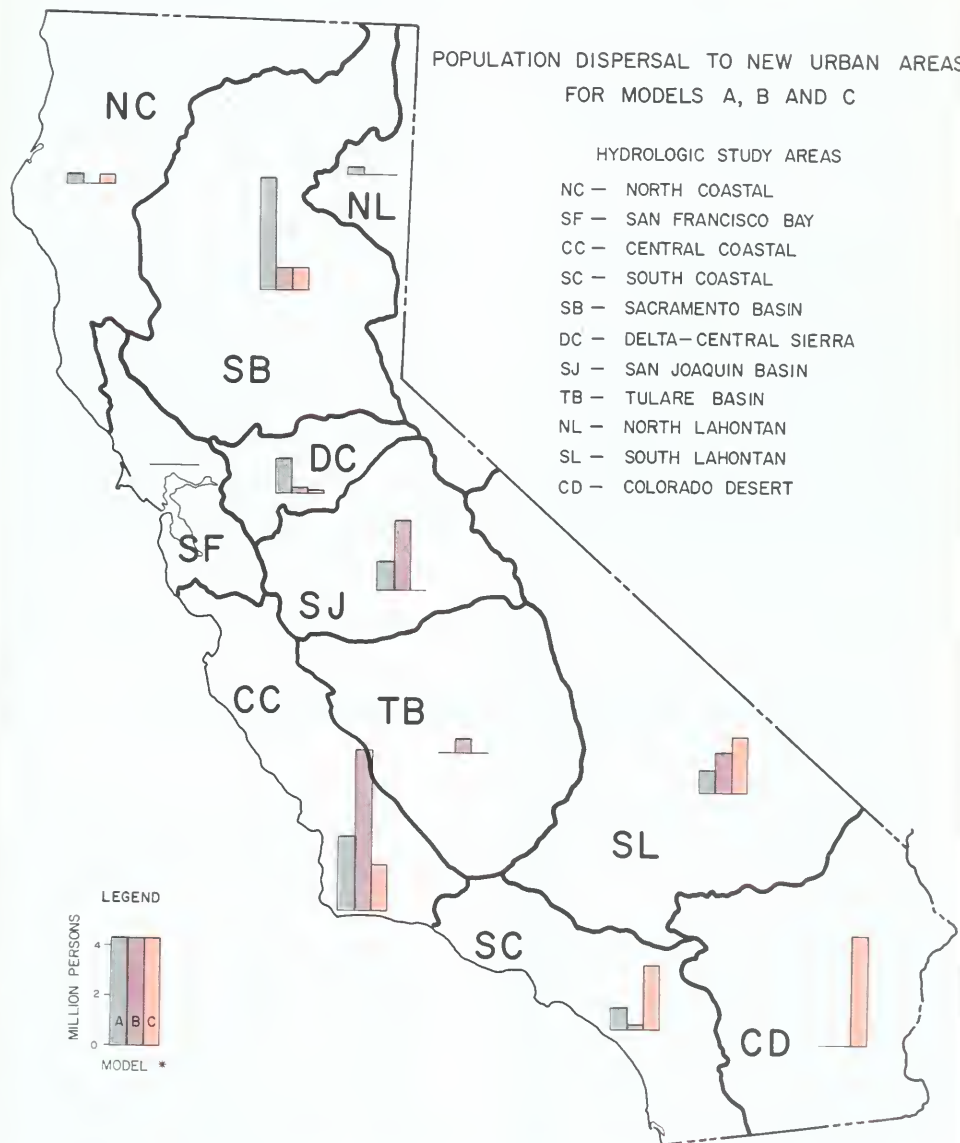 POPULATION DISPERSAL TO NEW URBAN AREAS
FOR MODELS A, B AND C
HYDROLOGIC STUDY AREAS
NC — NORTH COASTAL
SF — SAN FRANCISCO BAY
CC — CENTRAL COASTAL
SC — SOUTH COASTAL
SB — SACRAMENTO BASIN
DC — DELTA—CENTRAL SIERRA
SJ — SAN JOAQUIN BASIN
TB — TULARE BASIN
NL — NORTH LAHONTAN
SL — SOUTH LAHONTAN
CD — COLORADO DESERT
NC
NL
SB
DC
SF
SJ
CC
TB
SL
SC
CD
LEGEND
MILLION PERSONS
4
2
0
A B C
MODEL *